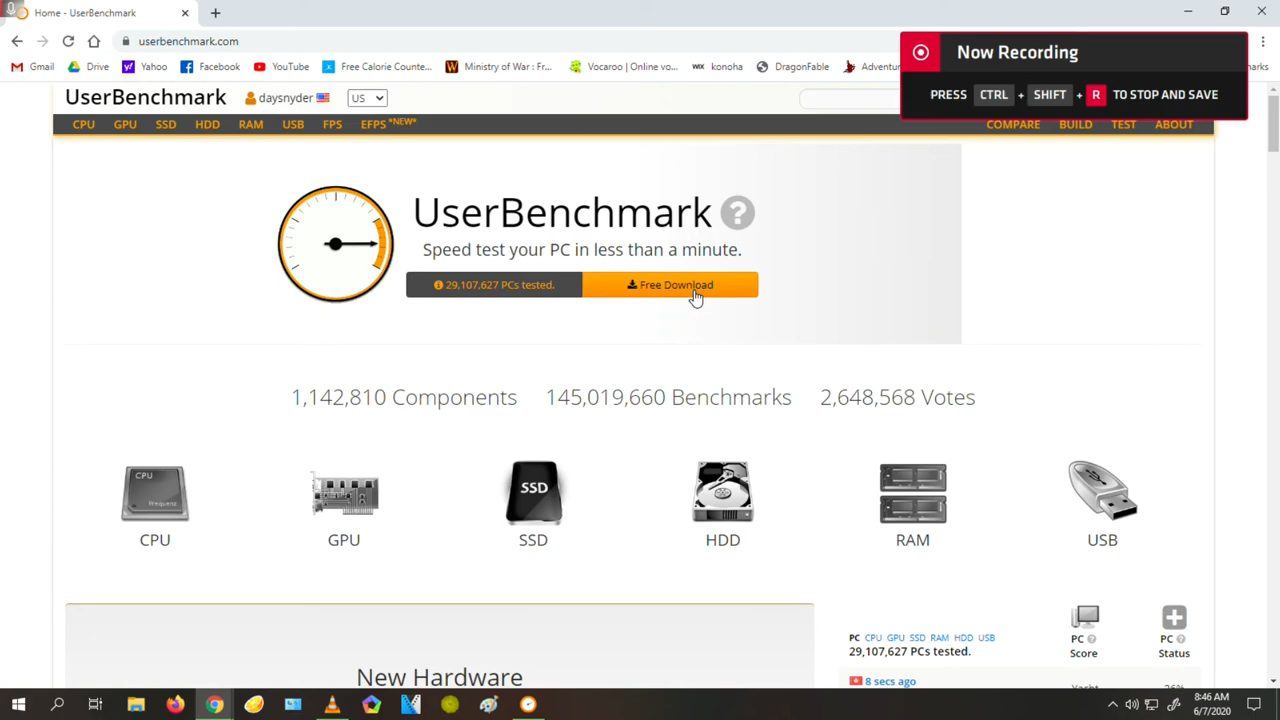 Home - UserBenchmark
userbenchmark.com
Gmail Drive Yahoo Facebook YouTube Free Calorie Counte... Ministry of War : Fr... Vocaroo | Online vo... WiX konoha DragonFable
Now Recording
PRESS CTRL + SHIFT + R TO STOP AND SAVE
UserBenchmark daysnyder US
CPU GPU SSD HDD RAM USB FPS EFPS *NEW* COMPARE BUILD TEST ABOUT
UserBenchmark ?
Speed test your PC in less than a minute.
29,107,627 PCs tested. Free Download
1,142,810 Components 145,019,660 Benchmarks 2,648,568 Votes
CPU
Frequenz
SSD
CPU GPU SSD HDD RAM USB
New Hardware
PC CPU GPU SSD RAM HDD USB
29,107,627 PCs tested.
PC ?
Score
PC ?
Status
8 secs ago
8:46 AM
6/7/2020